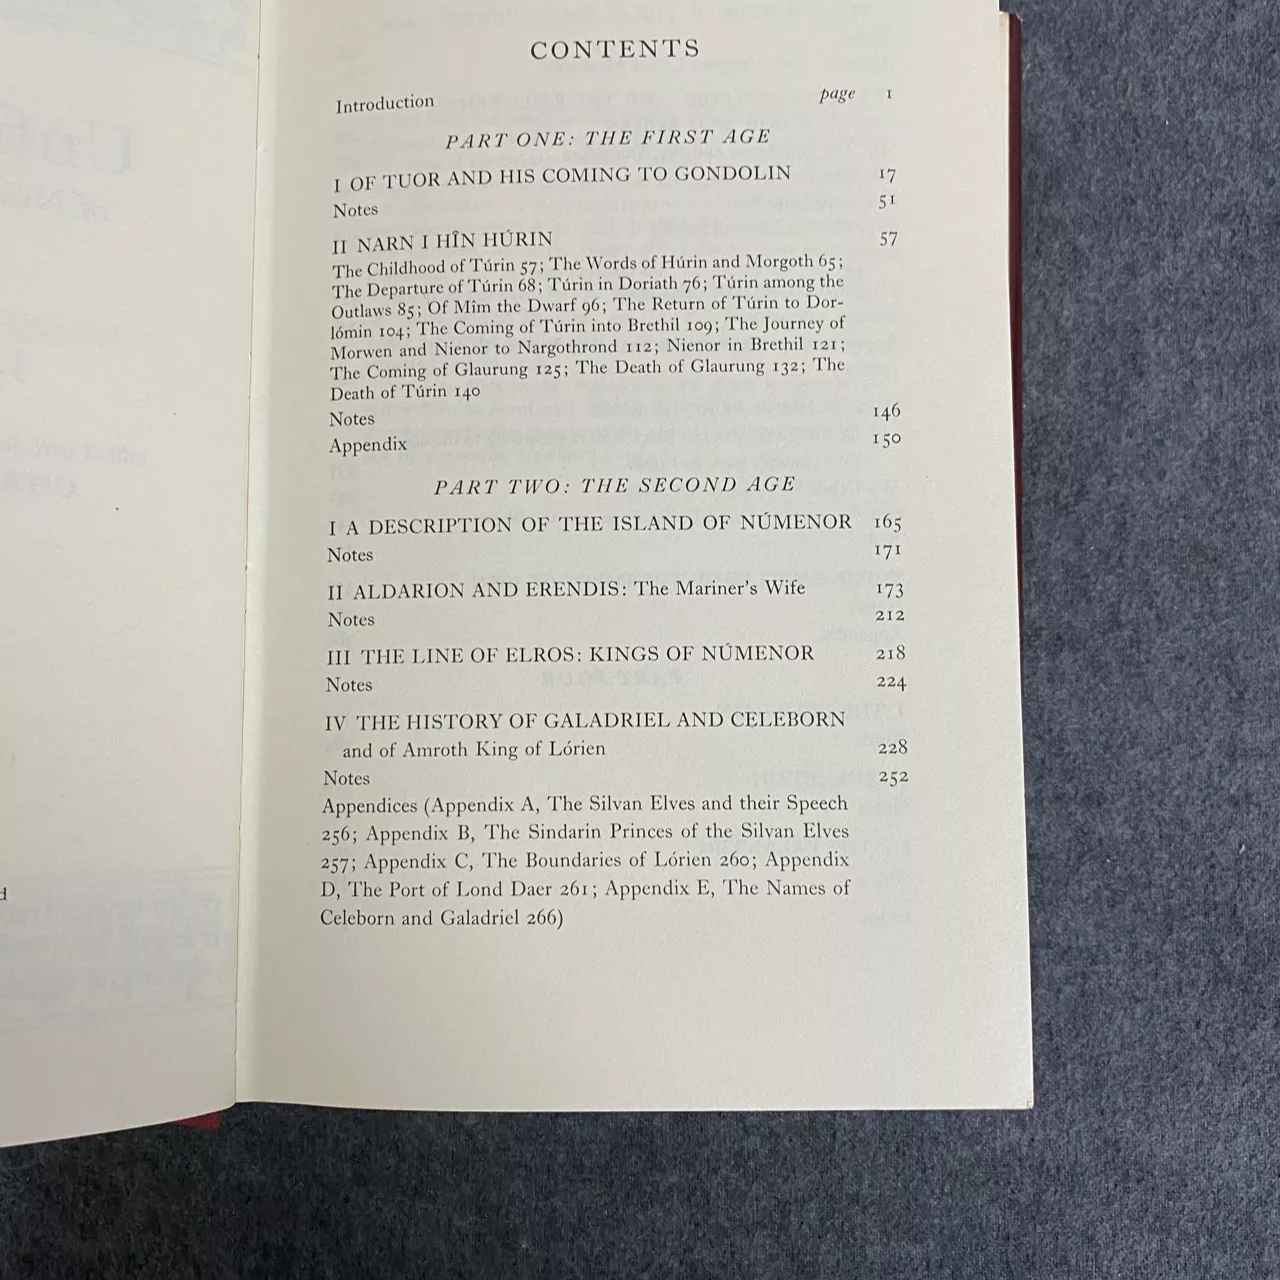 CONTENTS
Introduction page 1
PART ONE: THE FIRST AGE
I OF TUOR AND HIS COMING TO GONDOLIN 17
Notes 51
II NARN I HÎN HÚRIN 57
The Childhood of Túrin 57; The Words of Húrin and Morgoth 65;
The Departure of Túrin 68; Túrin in Doriath 76; Túrin among the
Outlaws 85; Of Mîm the Dwarf 96; The Return of Túrin to Dor-
lómin 104; The Coming of Túrin into Brethil 109; The Journey of
Morwen and Nienor to Nargothrond 112; Nienor in Brethil 121;
The Coming of Glaurung 125; The Death of Glaurung 132; The
Death of Túrin 140
Notes 146
Appendix 150
PART TWO: THE SECOND AGE
I A DESCRIPTION OF THE ISLAND OF NÚMENOR 165
Notes 171
II ALDARION AND ERENDIS: The Mariner's Wife 173
Notes 212
III THE LINE OF ELROS: KINGS OF NÚMENOR 218
Notes 224
IV THE HISTORY OF GALADRIEL AND CELEBORN
and of Amroth King of Lórien 228
Notes 252
Appendices (Appendix A, The Silvan Elves and their Speech
256; Appendix B, The Sindarin Princes of the Silvan Elves
257; Appendix C, The Boundaries of Lórien 260; Appendix
D, The Port of Lond Daer 261; Appendix E, The Names of
Celeborn and Galadriel 266)